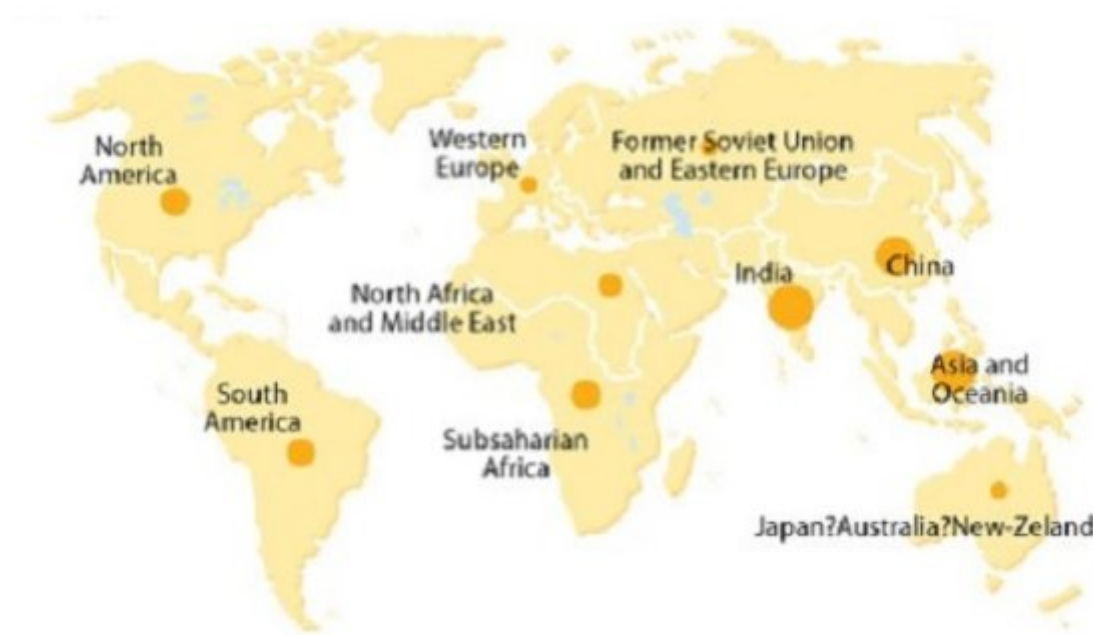 North
America
Western
Europe
Former Soviet Union
and Eastern Europe
China
India
North Africa
and Middle East
Asia and
Oceania
South
America
Subsaharian
Africa
Japan?Australia?New-Zeland